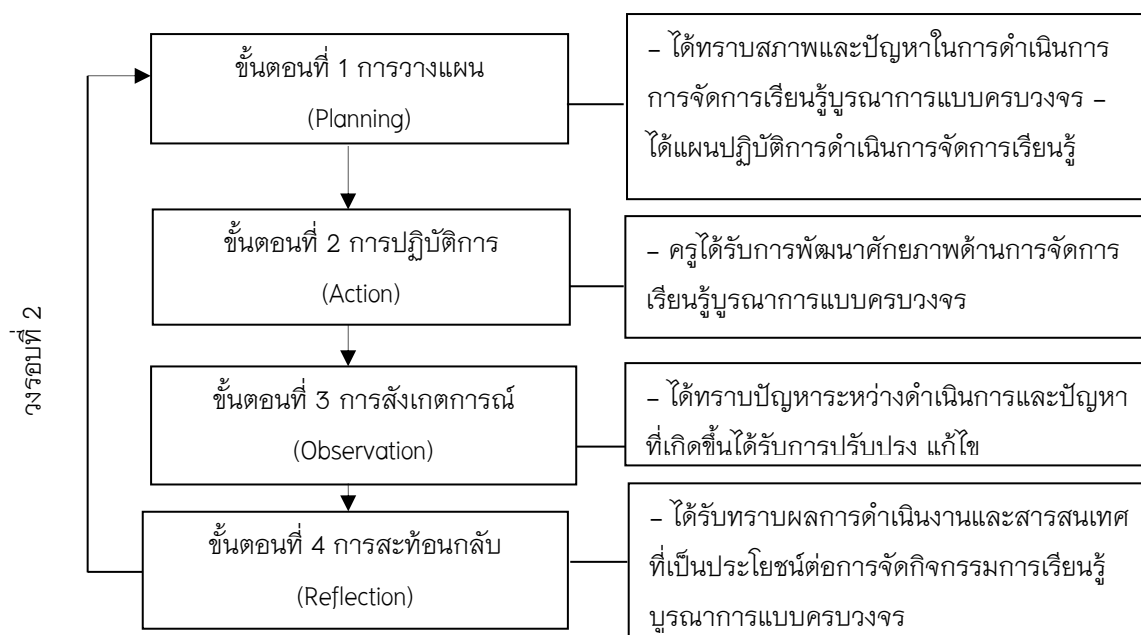 ขั้นตอนที่ 1 การวางแผน
(Planning)
– ได้ทราบสภาพและปัญหาในการดำเนินการ
การจัดการเรียนรู้บูรณาการแบบครบวงจร –
ได้แผนปฏิบัติการดำเนินการจัดการเรียนรู้
ขั้นตอนที่ 2 การปฏิบัติการ
(Action)
– ครูได้รับการพัฒนาศักยภาพด้านการจัดการ
เรียนรู้บูรณาการแบบครบวงจร
วงรอบที่ 2
ขั้นตอนที่ 3 การสังเกตการณ์
(Observation)
– ได้ทราบปัญหาระหว่างดำเนินการและปัญหา
ที่เกิดขึ้นได้รับการปรับปรุง แก้ไข
ขั้นตอนที่ 4 การสะท้อนกลับ
(Reflection)
– ได้รับทราบผลการดำเนินงานและสารสนเทศ
ที่เป็นประโยชน์ต่อการจัดกิจกรรมการเรียนรู้
บูรณาการแบบครบวงจร